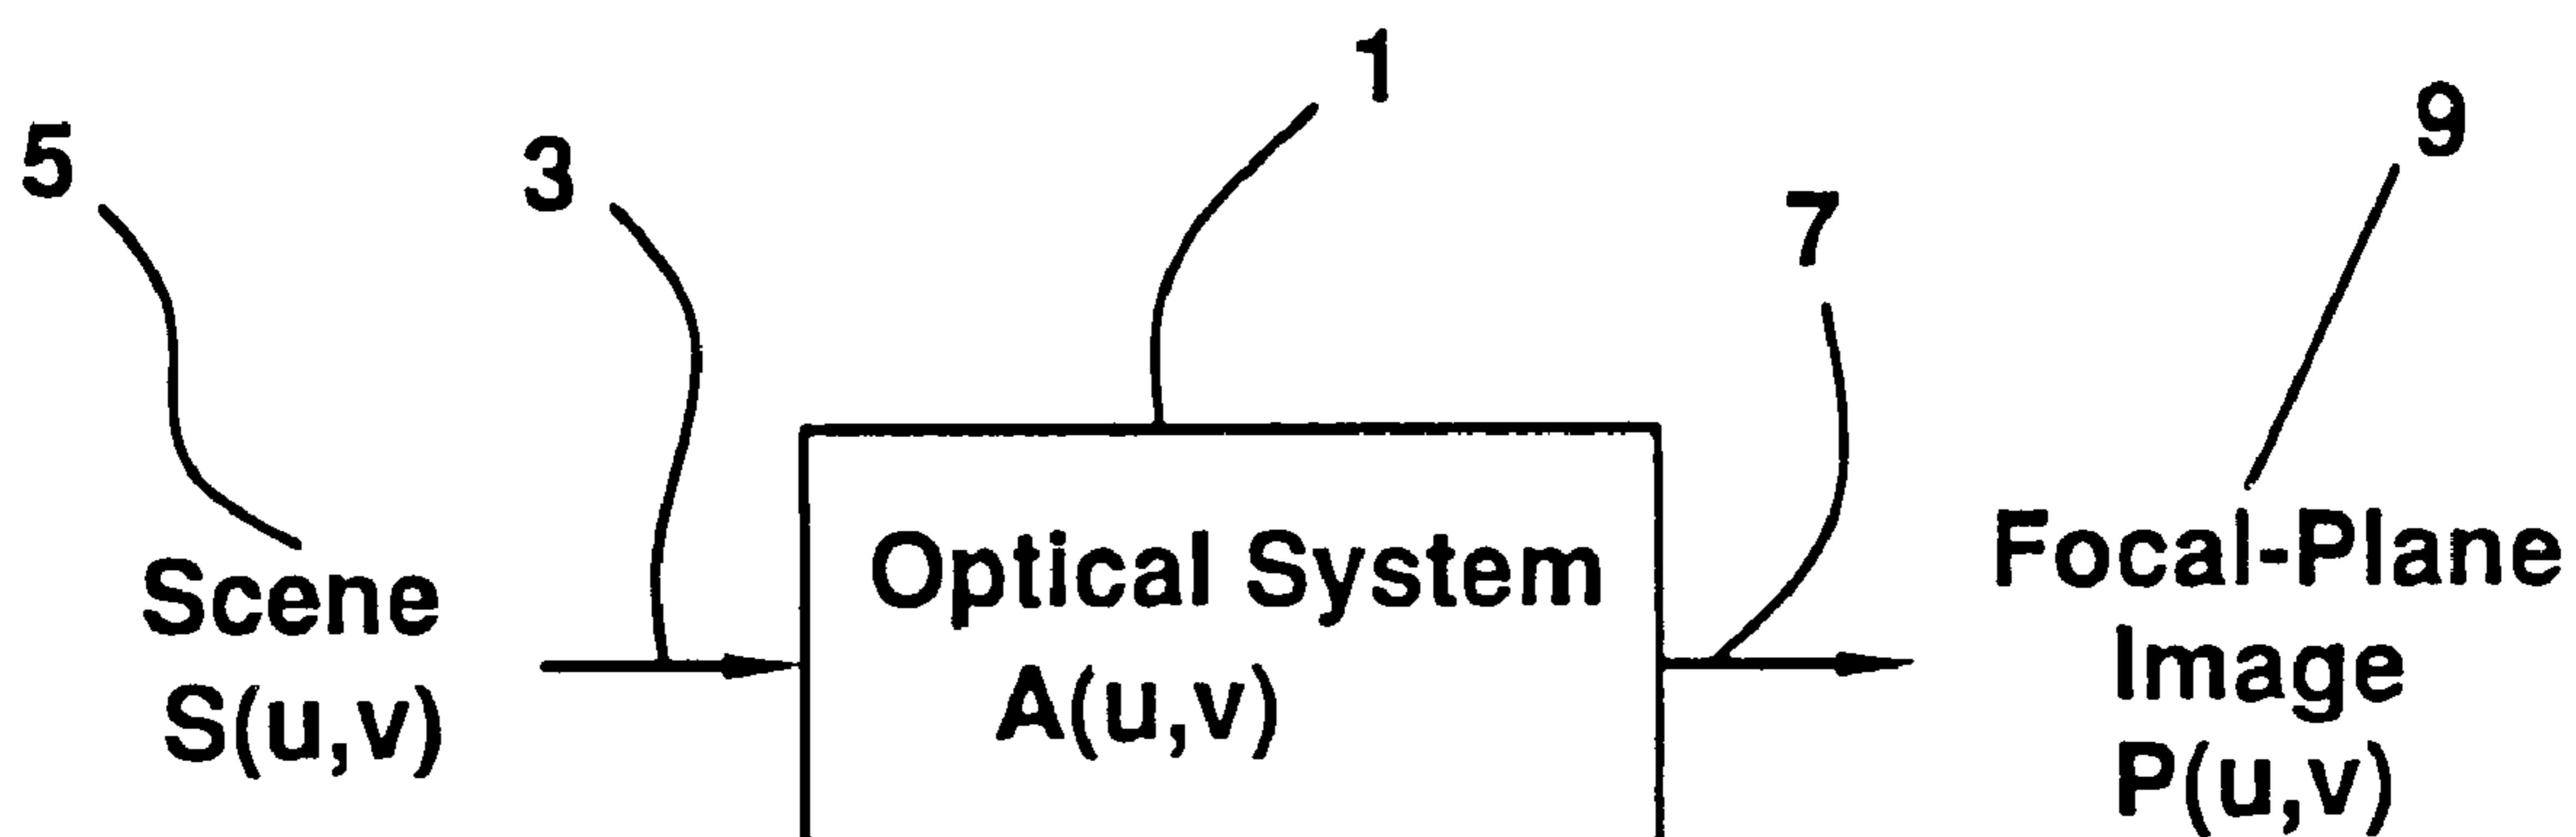 1
5
3
9
7
Scene
S(u,v)
Optical System
A(u,v)
Focal-Plane
Image
P(u,v)